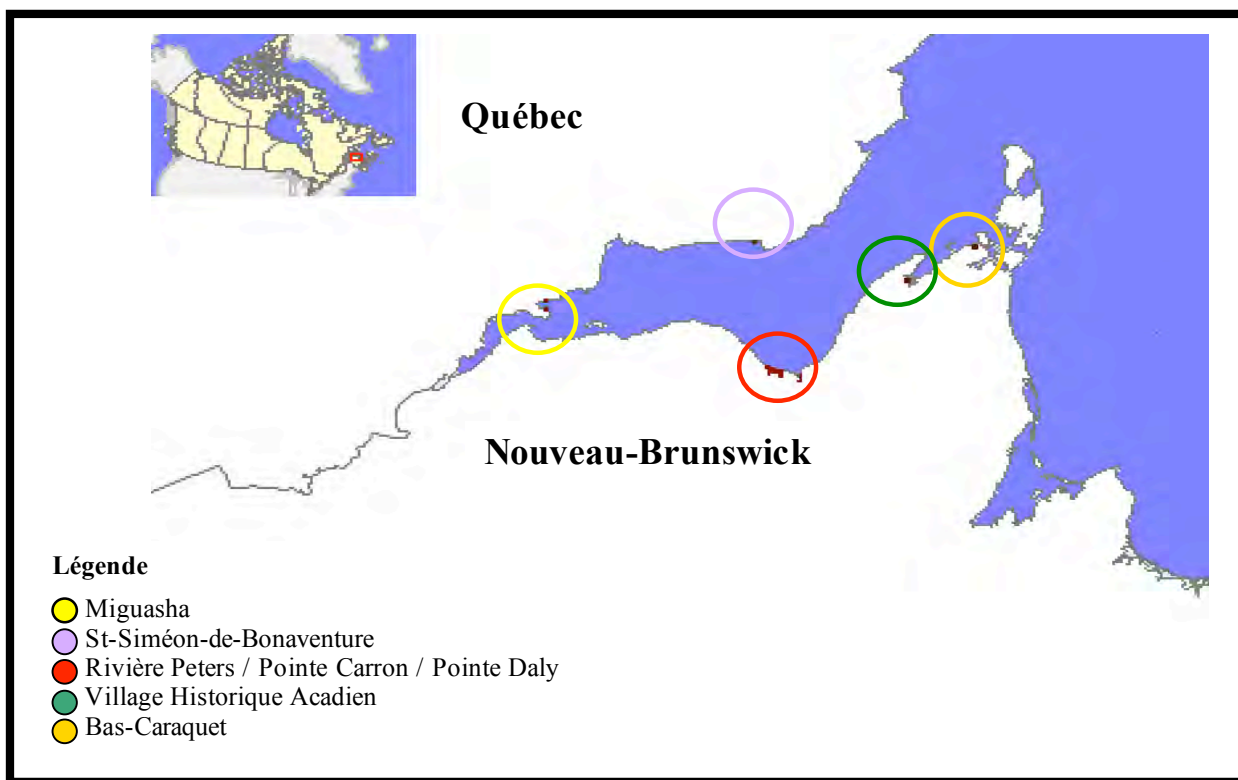 Québec
Nouveau-Brunswick
Légende
Miguasha
St-Siméon-de-Bonaventure
Rivière Peters / Pointe Carron / Pointe Daly
Village Historique Acadien
Bas-Caraquet